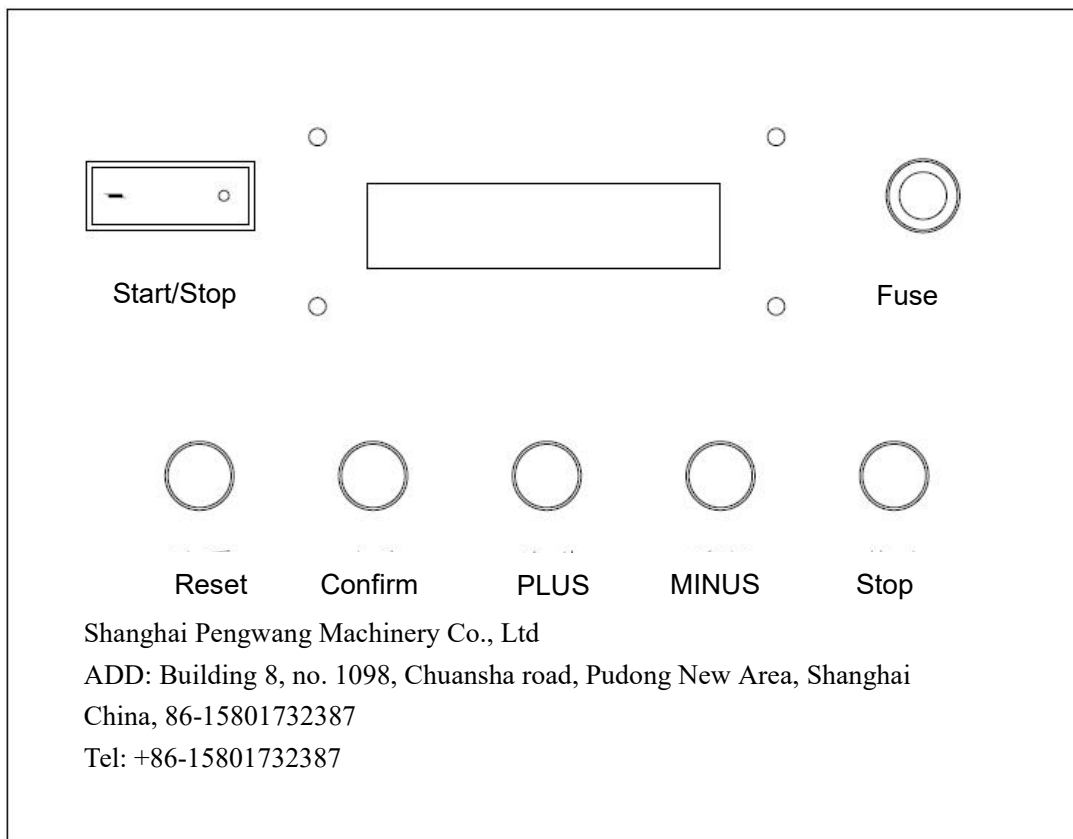 Start/Stop
Fuse
Reset
Confirm
PLUS
MINUS
Stop
Shanghai Pengwang Machinery Co., Ltd
ADD: Building 8, no. 1098, Chuansha road, Pudong New Area, Shanghai
China, 86-15801732387
Tel: +86-15801732387